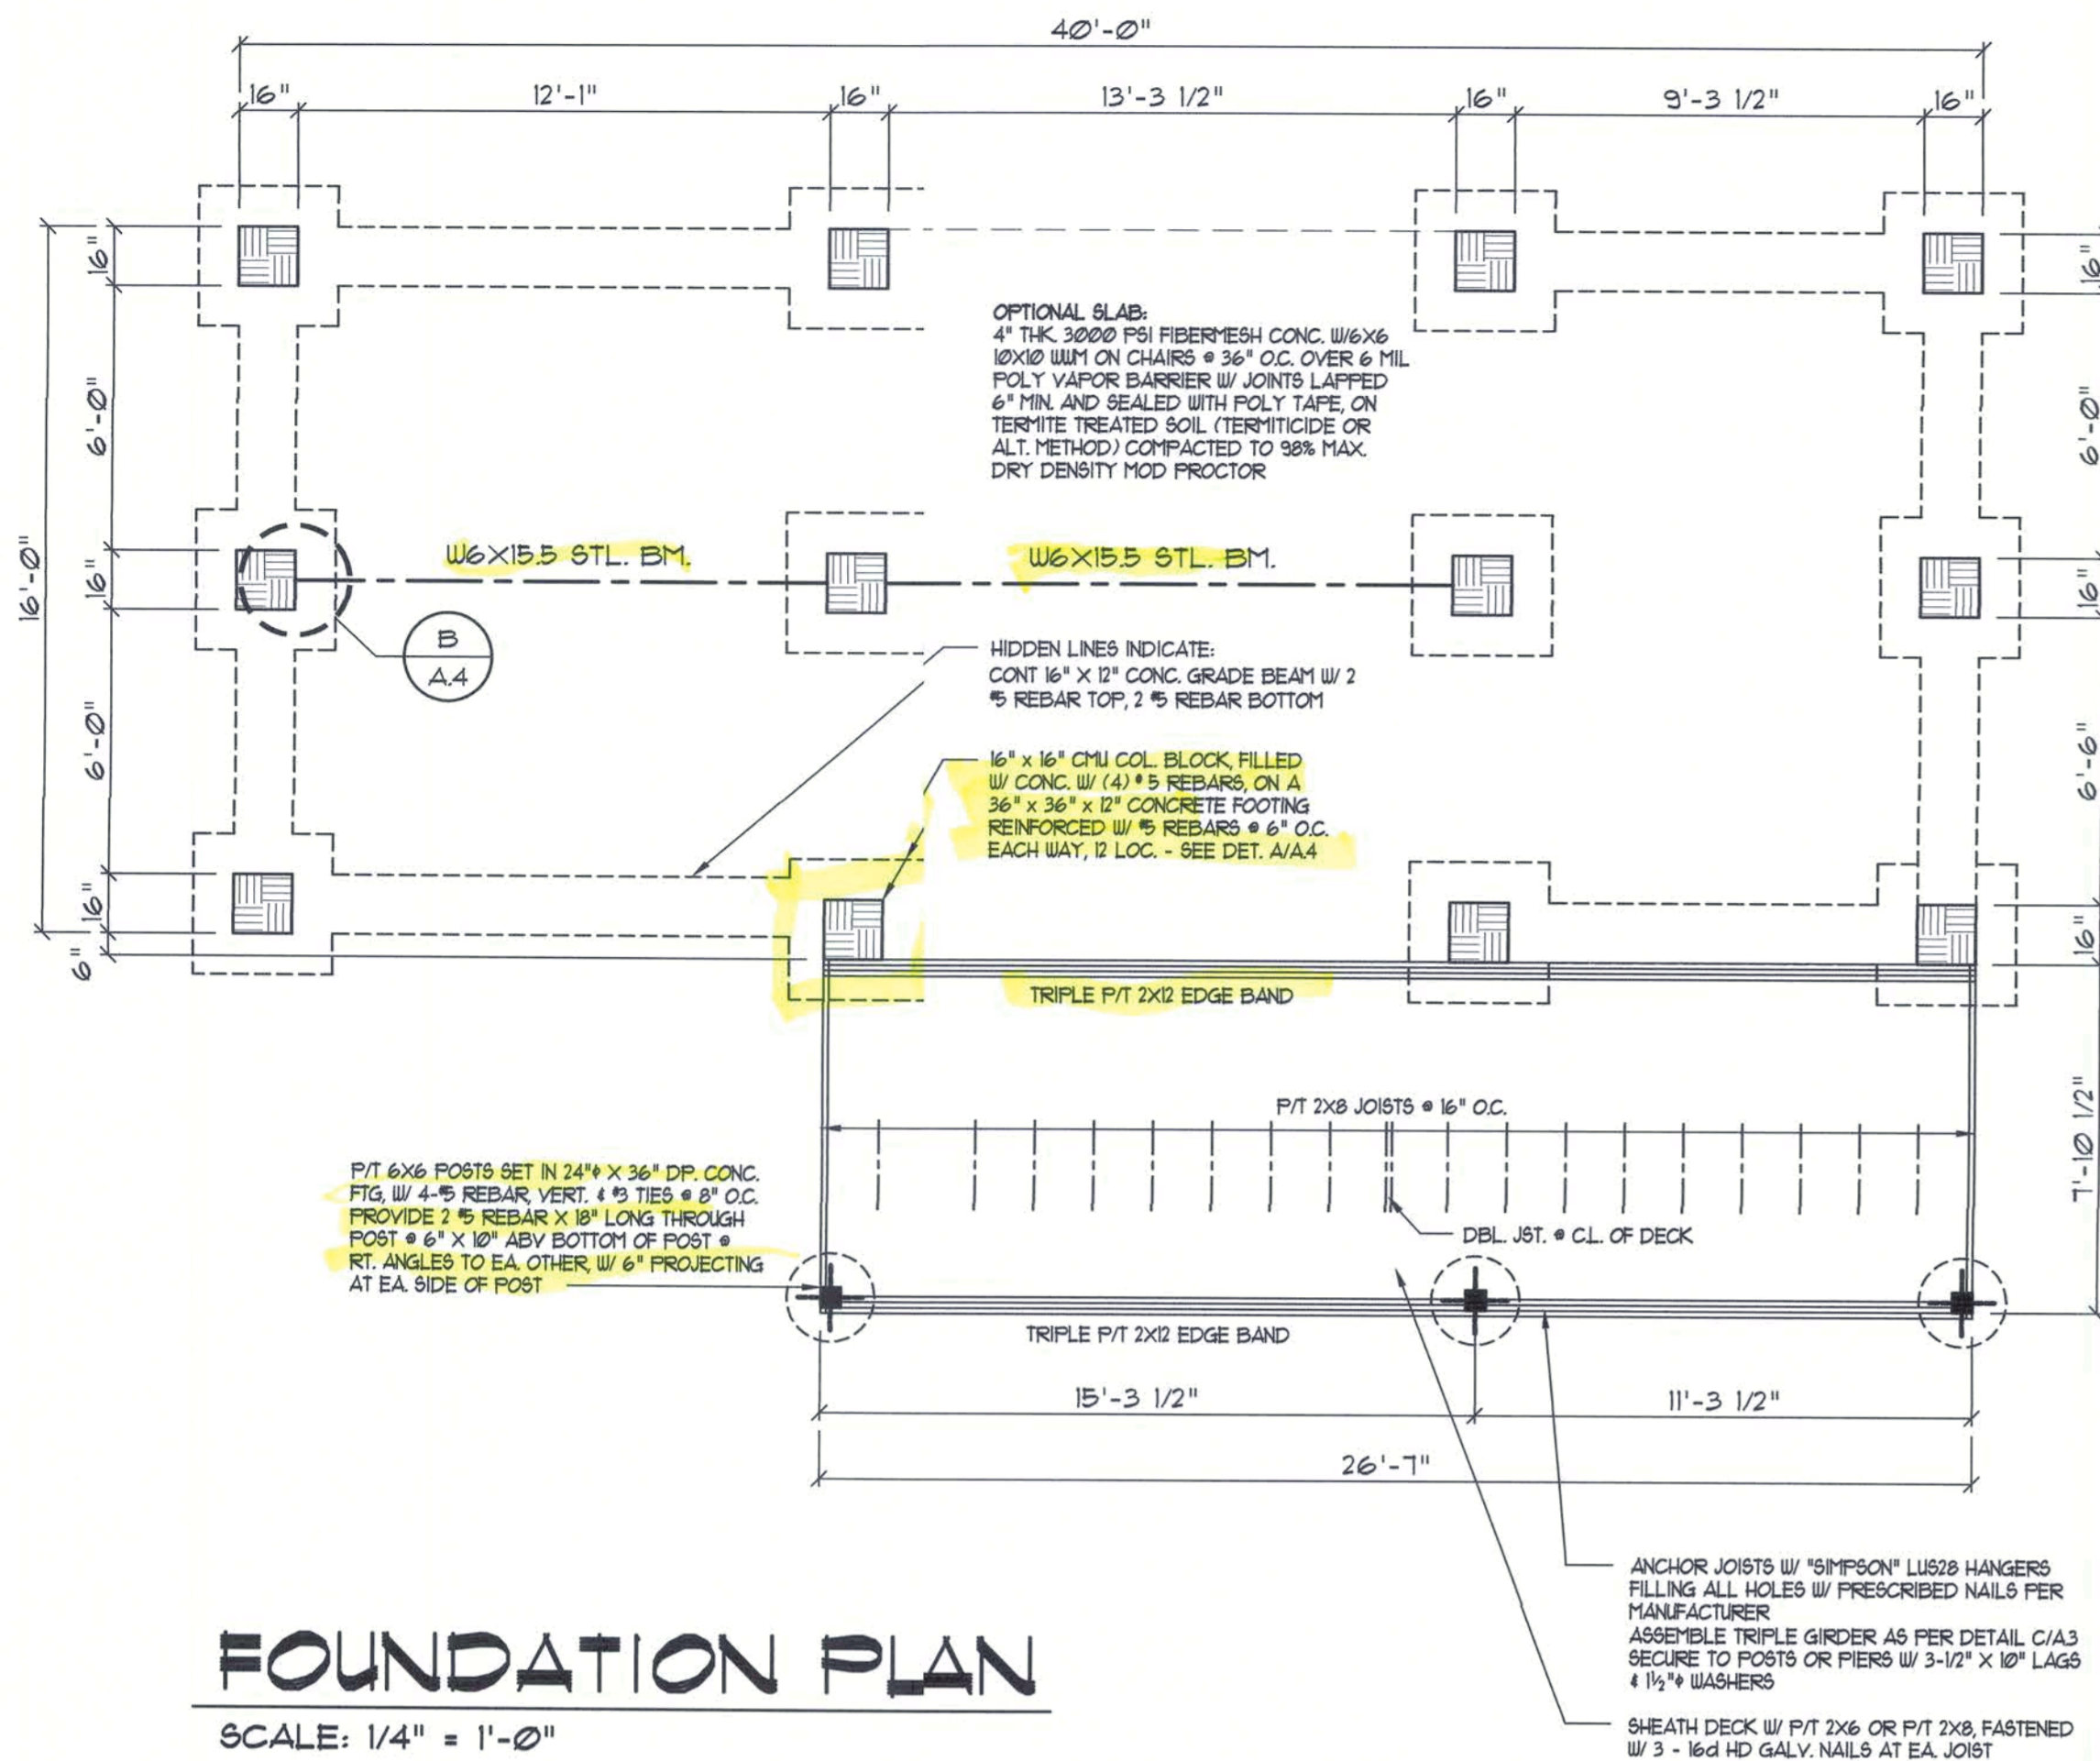 40'-0"
16"
12'-1"
16"
13'-3 1/2"
16"
9'-3 1/2"
16"
16'-0"
16"
6'-0"
16"
6'-0"
16"
6"
16"
6'-0"
16"
6'-6"
16"
7'-10 1/2"
OPTIONAL SLAB:
4" THK. 3000 PSI FIBERMESH CONC. W/6X6
10X10 WWM ON CHAIRS @ 36" O.C. OVER 6 MIL
POLY VAPOR BARRIER W/ JOINTS LAPPED
6" MIN. AND SEALED WITH POLY TAPE, ON
TERMITE TREATED SOIL (TERMITICIDE OR
ALT. METHOD) COMPACTED TO 98% MAX.
DRY DENSITY MOD PROCTOR
W6X15.5 STL. BM.
W6X15.5 STL. BM.
B
A.4
HIDDEN LINES INDICATE:
CONT 16" X 12" CONC. GRADE BEAM W/ 2
#5 REBAR TOP, 2 #5 REBAR BOTTOM
16" x 16" CMU COL. BLOCK, FILLED
W/ CONC. W/ (4) #5 REBARS, ON A
36" x 36" x 12" CONCRETE FOOTING
REINFORCED W/ #5 REBARS @ 6" O.C.
EACH WAY, 12 LOC. - SEE DET. A/A.4
TRIPLE P/T 2X12 EDGE BAND
P/T 2X8 JOISTS @ 16" O.C.
DBL. JST. @ C.L. OF DECK
P/T 6X6 POSTS SET IN 24"φ X 36" DP. CONC.
FTG, W/ 4-#5 REBAR, VERT. & #3 TIES @ 8" O.C.
PROVIDE 2 #5 REBAR X 18" LONG THROUGH
POST @ 6" X 10" ABV BOTTOM OF POST @
RT. ANGLES TO EA. OTHER, W/ 6" PROJECTING
AT EA. SIDE OF POST
TRIPLE P/T 2X12 EDGE BAND
15'-3 1/2"
11'-3 1/2"
26'-7"
ANCHOR JOISTS W/ "SIMPSON" LUS28 HANGERS
FILLING ALL HOLES W/ PRESCRIBED NAILS PER
MANUFACTURER
ASSEMBLE TRIPLE GIRDER AS PER DETAIL C/A.3
SECURE TO POSTS OR PIERS W/ 3-1/2" X 10" LAGS
& 1½"φ WASHERS
SHEATH DECK W/ P/T 2X6 OR P/T 2X8, FASTENED
W/ 3 - 16d HD GALV. NAILS AT EA. JOIST
FOUNDATION PLAN
SCALE: 1/4" = 1'-0"